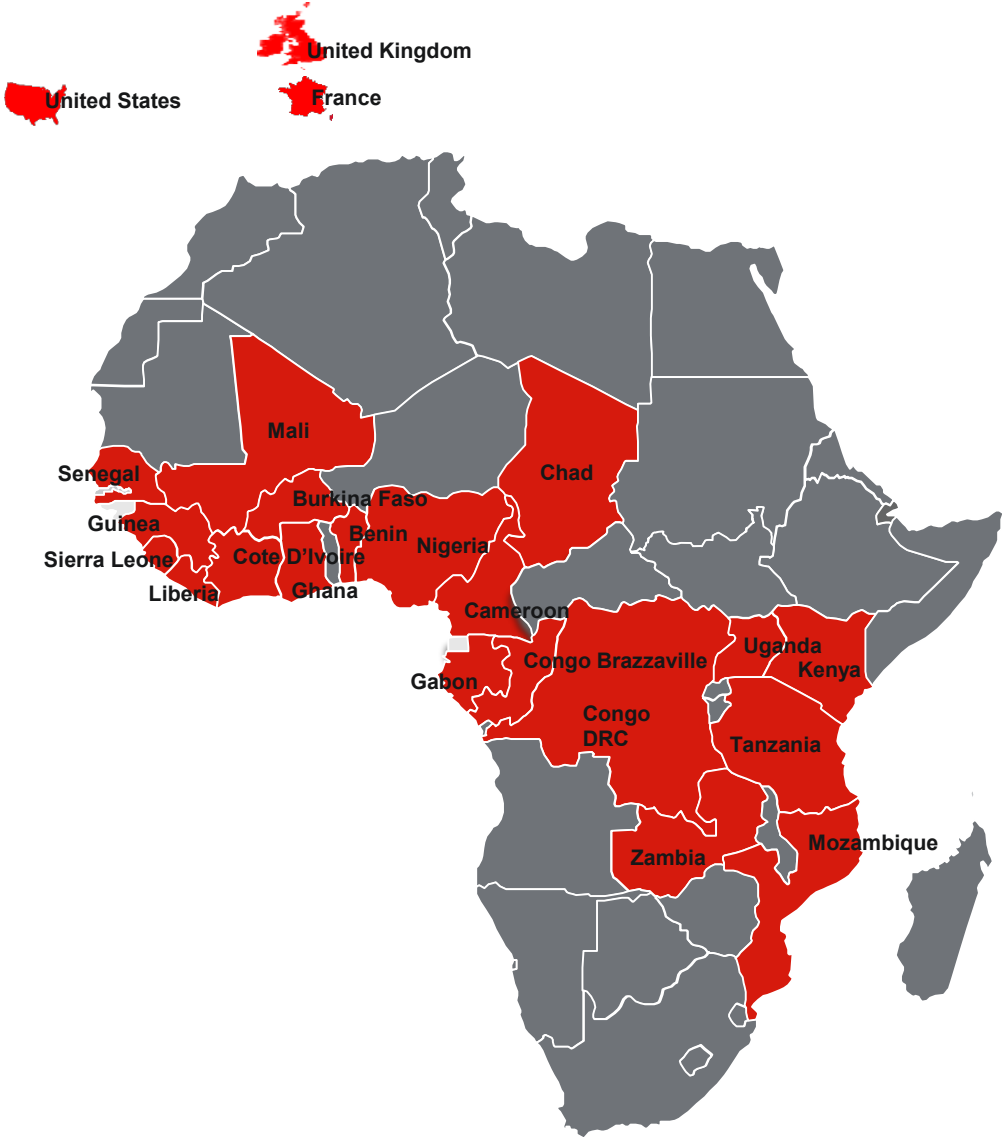 United Kingdom
United States
France
Mali
Senegal
Chad
Burkina Faso
Guinea
Benin
Nigeria
Sierra Leone
Cote D'Ivoire
Liberia
Ghana
Cameroon
Uganda
Congo Brazzaville
Kenya
Gabon
Congo
DRC
Tanzania
Mozambique
Zambia